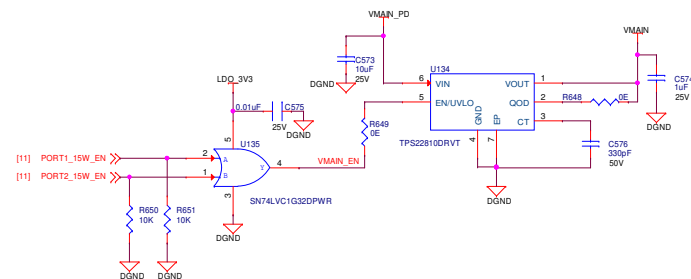 VMAIN_PD
VMAIN
C573
10uF
25V
DGND
U134
6
VIN
VOUT
1
C574
1uF
25V
DGND
LDO_3V3
5
EN/UVLO
QOD
2
R648
0E
GND
EP
CT
3
0.01uF
C575
25V
DGND
R649
0E
TPS22810DRVT
4
7
C576
330pF
50V
DGND
DGND
5
U135
[11] PORT1_15W_EN
2
A
Y
4
VMAIN_EN
[11] PORT2_15W_EN
1
B
3
SN74LVC1G32DPWR
R650
10K
R651
10K
DGND
DGND
DGND